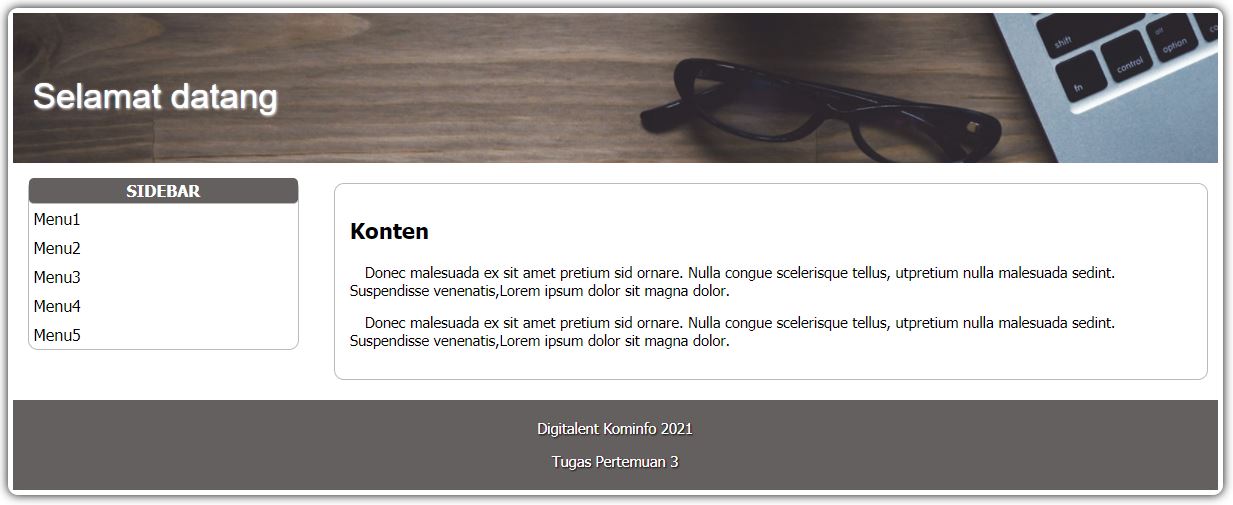 Selamat datang
shift
alt
fn
control
option
SIDEBAR
Menu1
Menu2
Menu3
Menu4
Menu5
Konten
Donec malesuada ex sit amet pretium sid ornare. Nulla congue scelerisque tellus, utpretium nulla malesuada sedint.
Suspendisse venenatis,Lorem ipsum dolor sit magna dolor.
Donec malesuada ex sit amet pretium sid ornare. Nulla congue scelerisque tellus, utpretium nulla malesuada sedint.
Suspendisse venenatis,Lorem ipsum dolor sit magna dolor.
Digitalent Kominfo 2021
Tugas Pertemuan 3